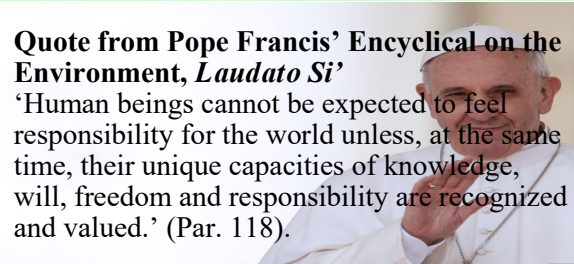 Quote from Pope Francis’ Encyclical on the
Environment, Laudato Si’
‘Human beings cannot be expected to feel
responsibility for the world unless, at the same
time, their unique capacities of knowledge,
will, freedom and responsibility are recognized
and valued.’ (Par. 118).